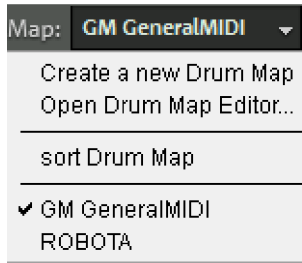 Map: GM GeneralMIDI
Create a new Drum Map
Open Drum Map Editor...
sort Drum Map
GM GeneralMIDI
ROBOTA